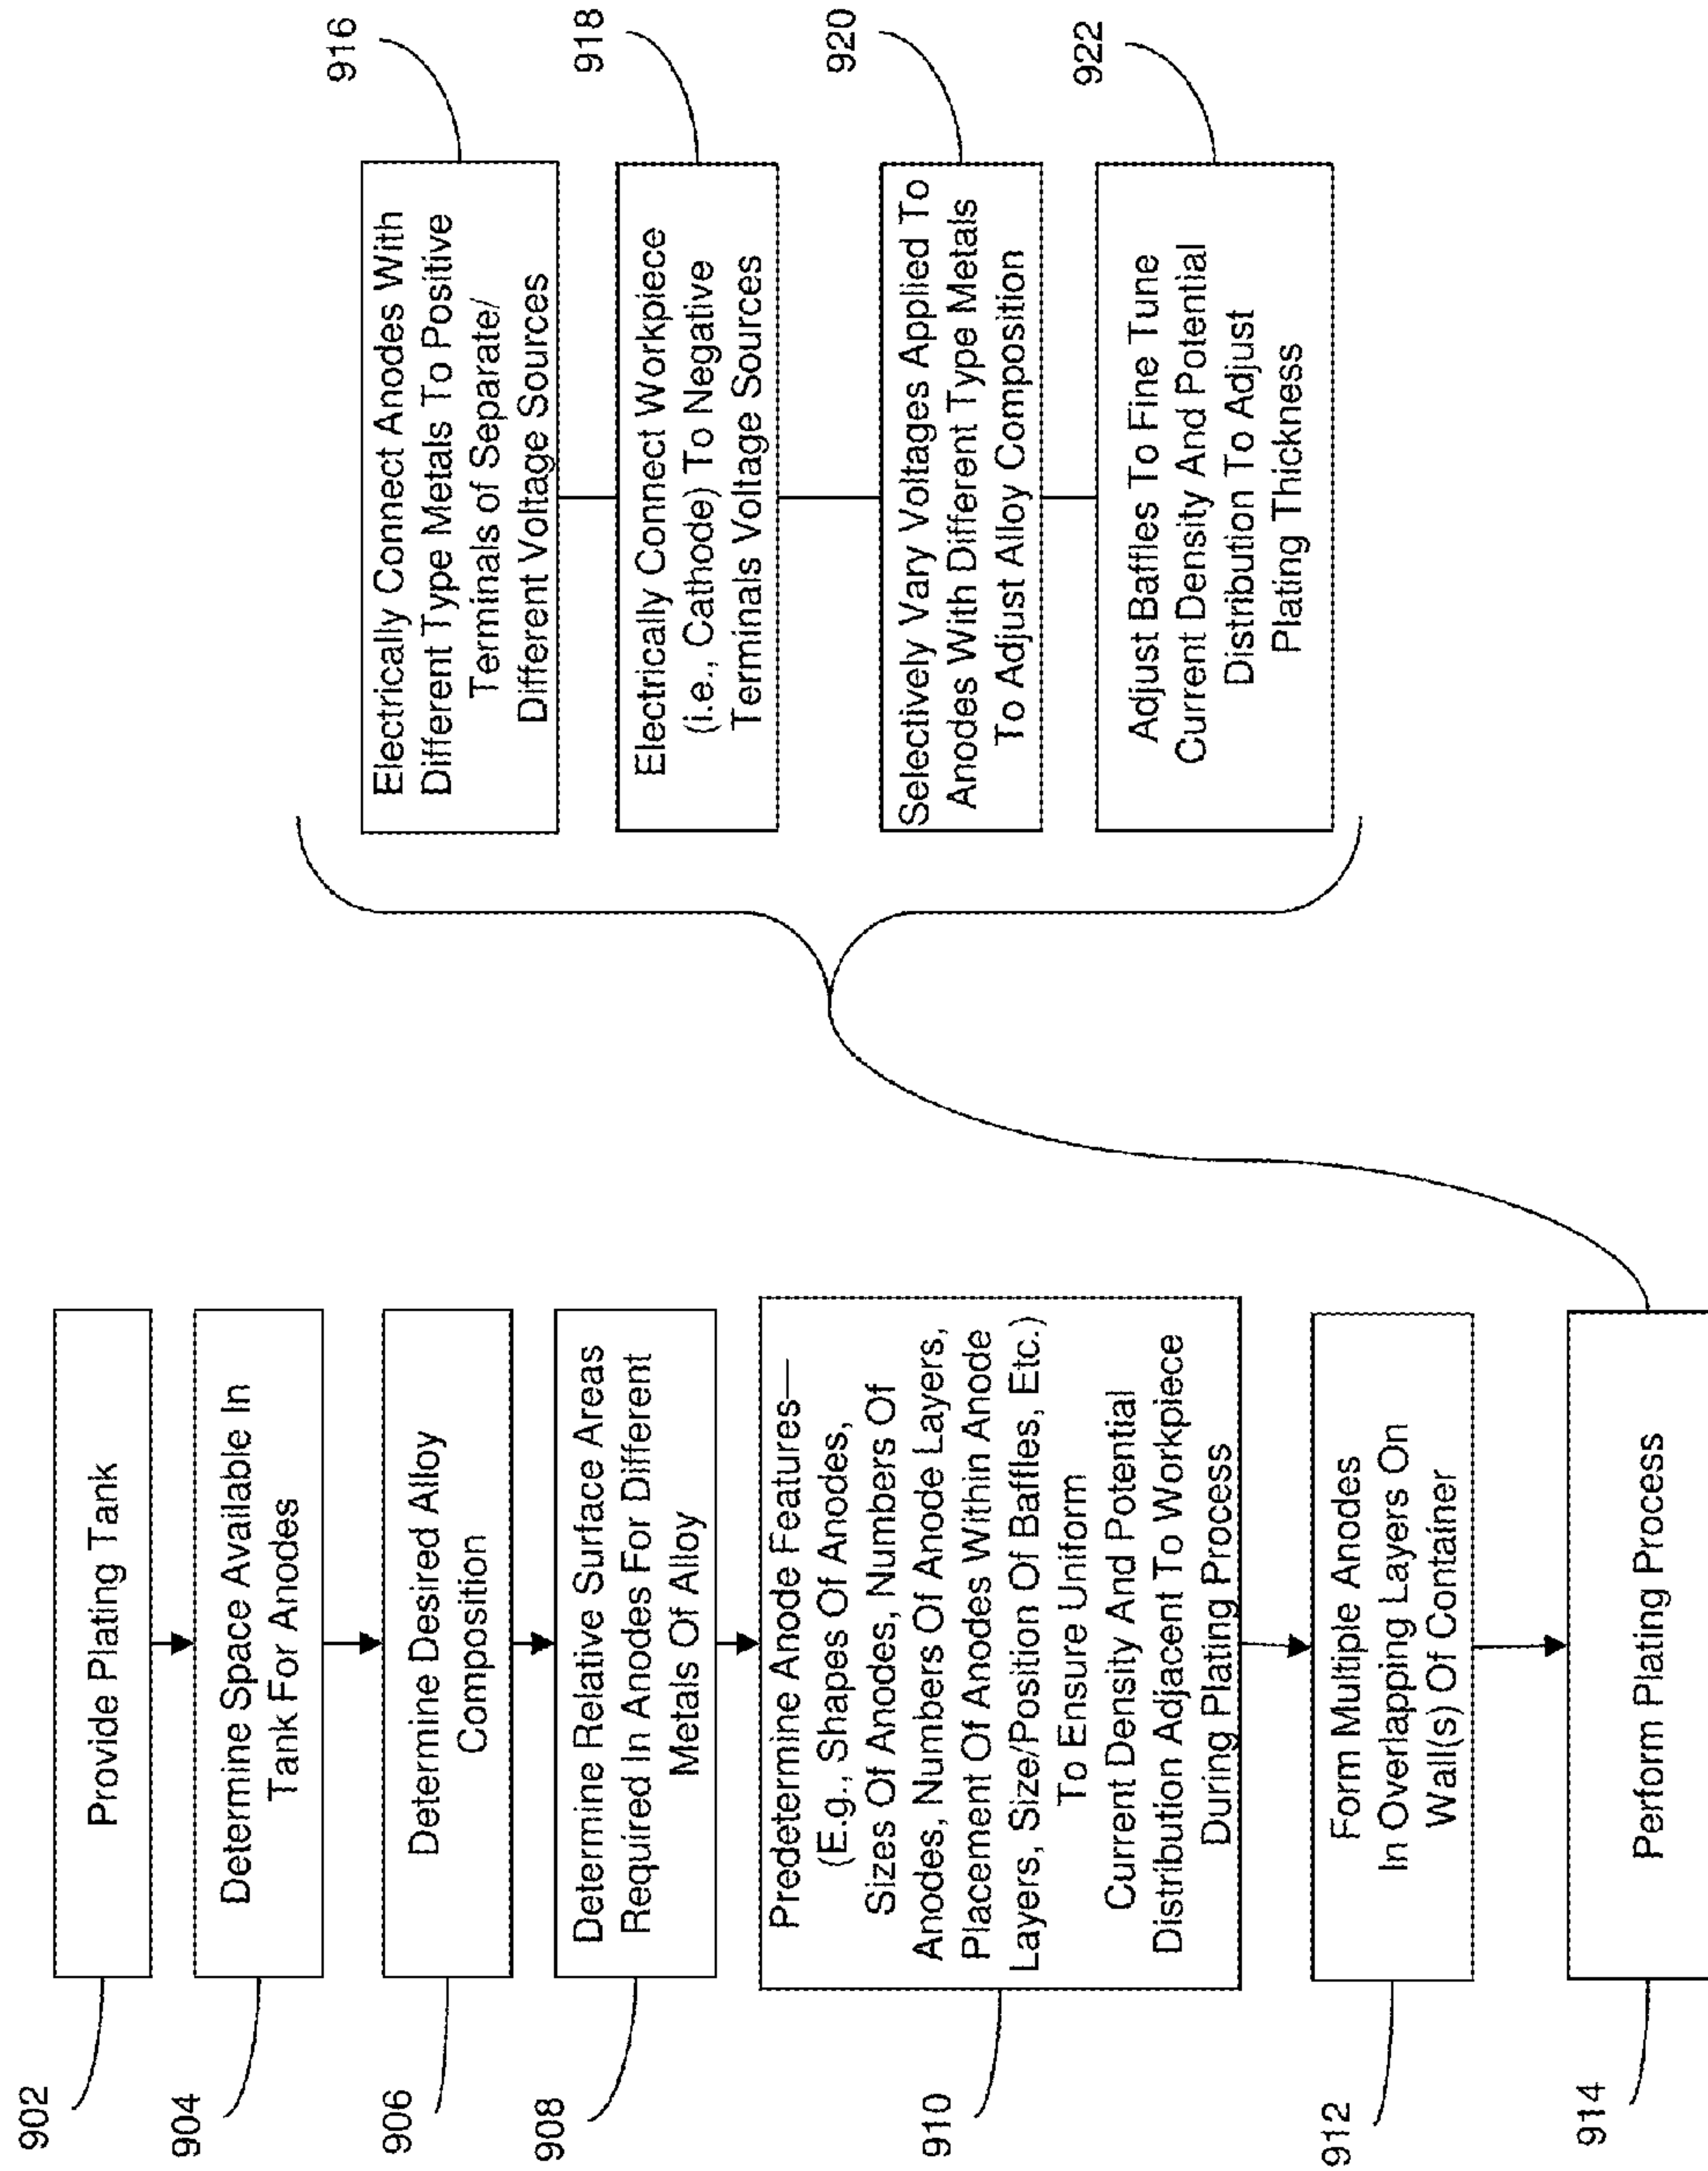 902
Provide Plating Tank
904
Determine Space Available In
Tank For Anodes
906
Determine Desired Alloy
Composition
908
Determine Relative Surface Areas
Required In Anodes For Different
Metals Of Alloy
910
Predetermine Anode Features—
(E.g., Shapes Of Anodes,
Sizes Of Anodes, Numbers Of
Anodes, Numbers Of Anode Layers,
Placement Of Anodes Within Anode
Layers, Size/Position Of Baffles, Etc.)
To Ensure Uniform
Current Density And Potential
Distribution Adjacent To Workpiece
During Plating Process
912
Form Multiple Anodes
In Overlapping Layers On
Wall(s) Of Container
914
Perform Plating Process
916
Electrically Connect Anodes With
Different Type Metals To Positive
Terminals of Separate/
Different Voltage Sources
918
Electrically Connect Workpiece
(i.e., Cathode) To Negative
Terminals Voltage Sources
920
Selectively Vary Voltages Applied To
Anodes With Different Type Metals
To Adjust Alloy Composition
922
Adjust Baffles To Fine Tune
Current Density And Potential
Distribution To Adjust
Plating Thickness